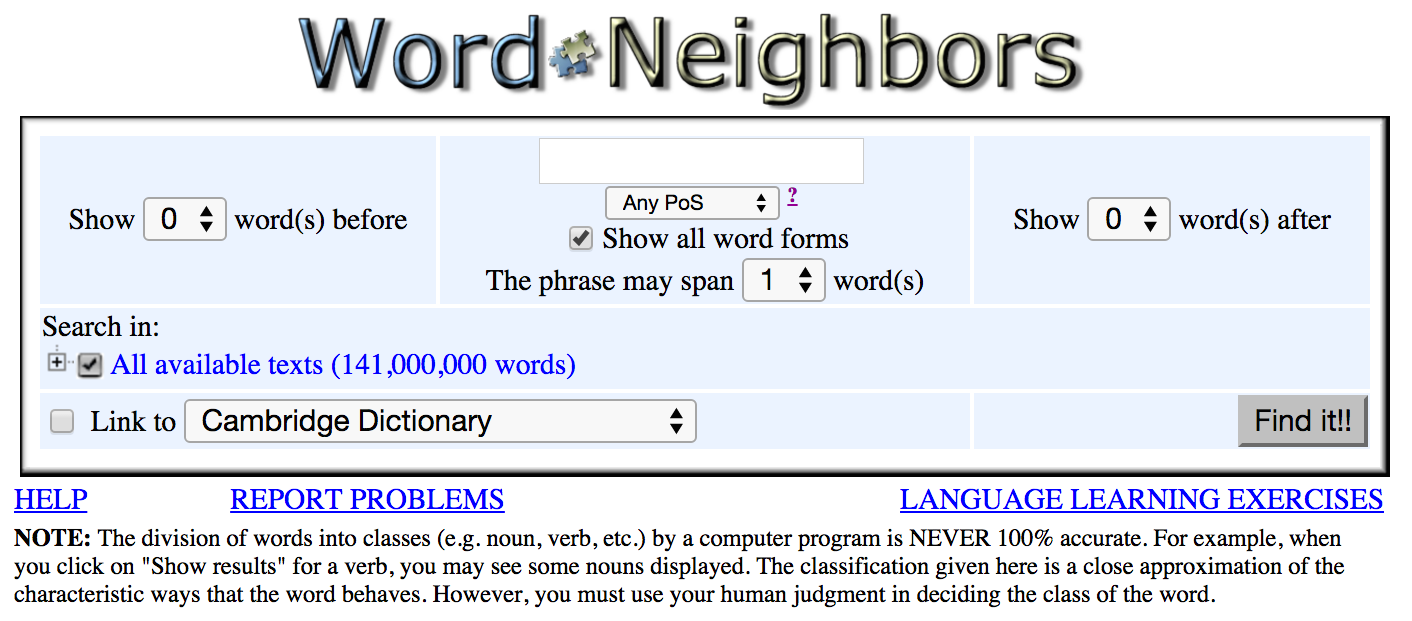 Word Neighbors
Show 0 word(s) before
Any PoS ?
Show all word forms
The phrase may span 1 word(s)
Show 0 word(s) after
Search in:
All available texts (141,000,000 words)
Link to Cambridge Dictionary
Find it!!
HELP REPORT PROBLEMS LANGUAGE LEARNING EXERCISES
NOTE: The division of words into classes (e.g. noun, verb, etc.) by a computer program is NEVER 100% accurate. For example, when
you click on "Show results" for a verb, you may see some nouns displayed. The classification given here is a close approximation of the
characteristic ways that the word behaves. However, you must use your human judgment in deciding the class of the word.